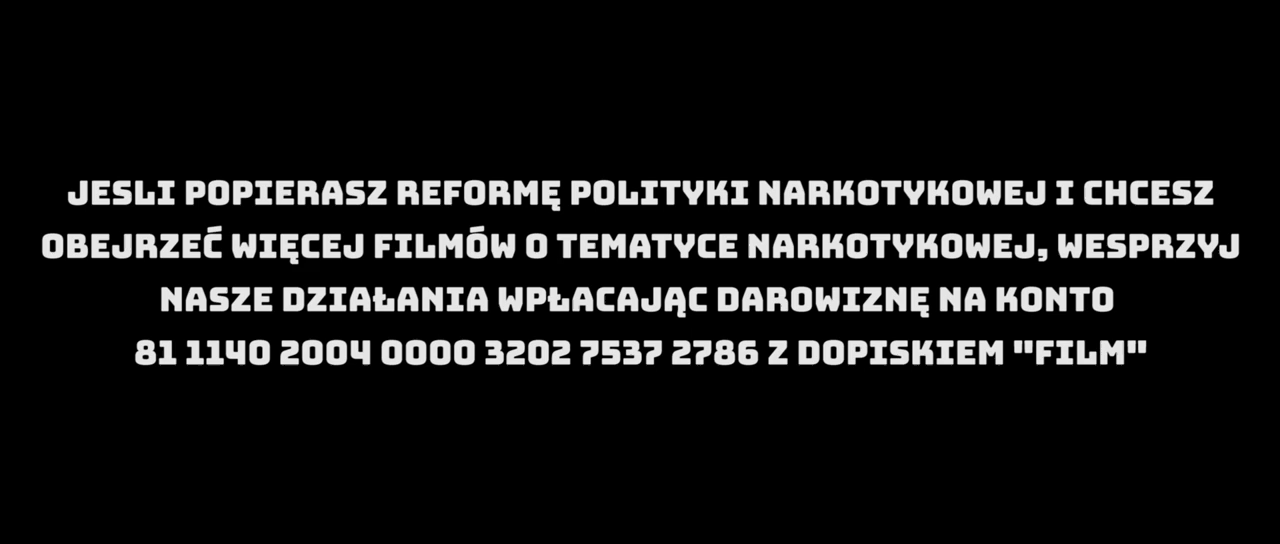 JESLI POPIERASZ REFORMĘ POLITYKI NARKOTYKOWEJ I CHCESZ
OBEJRZEĆ WIĘCEJ FILMÓW O TEMATYCE NARKOTYKOWEJ, WESPRZYJ
NASZE DZIAŁANIA WPŁACAJĄC DAROWIZNĘ NA KONTO
81 1140 2004 0000 3202 7537 2786 Z DOPISKIEM "FILM"